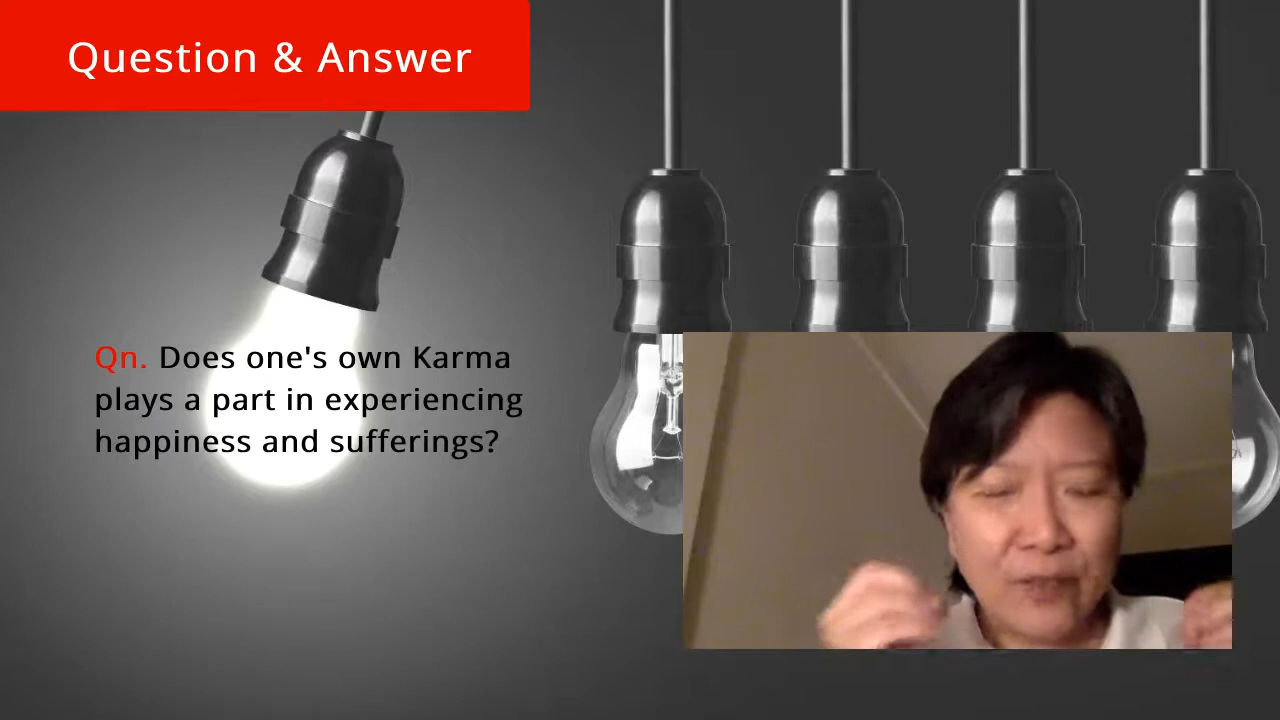 Question & Answer
Qn. Does one's own Karma
plays a part in experiencing
happiness and sufferings?